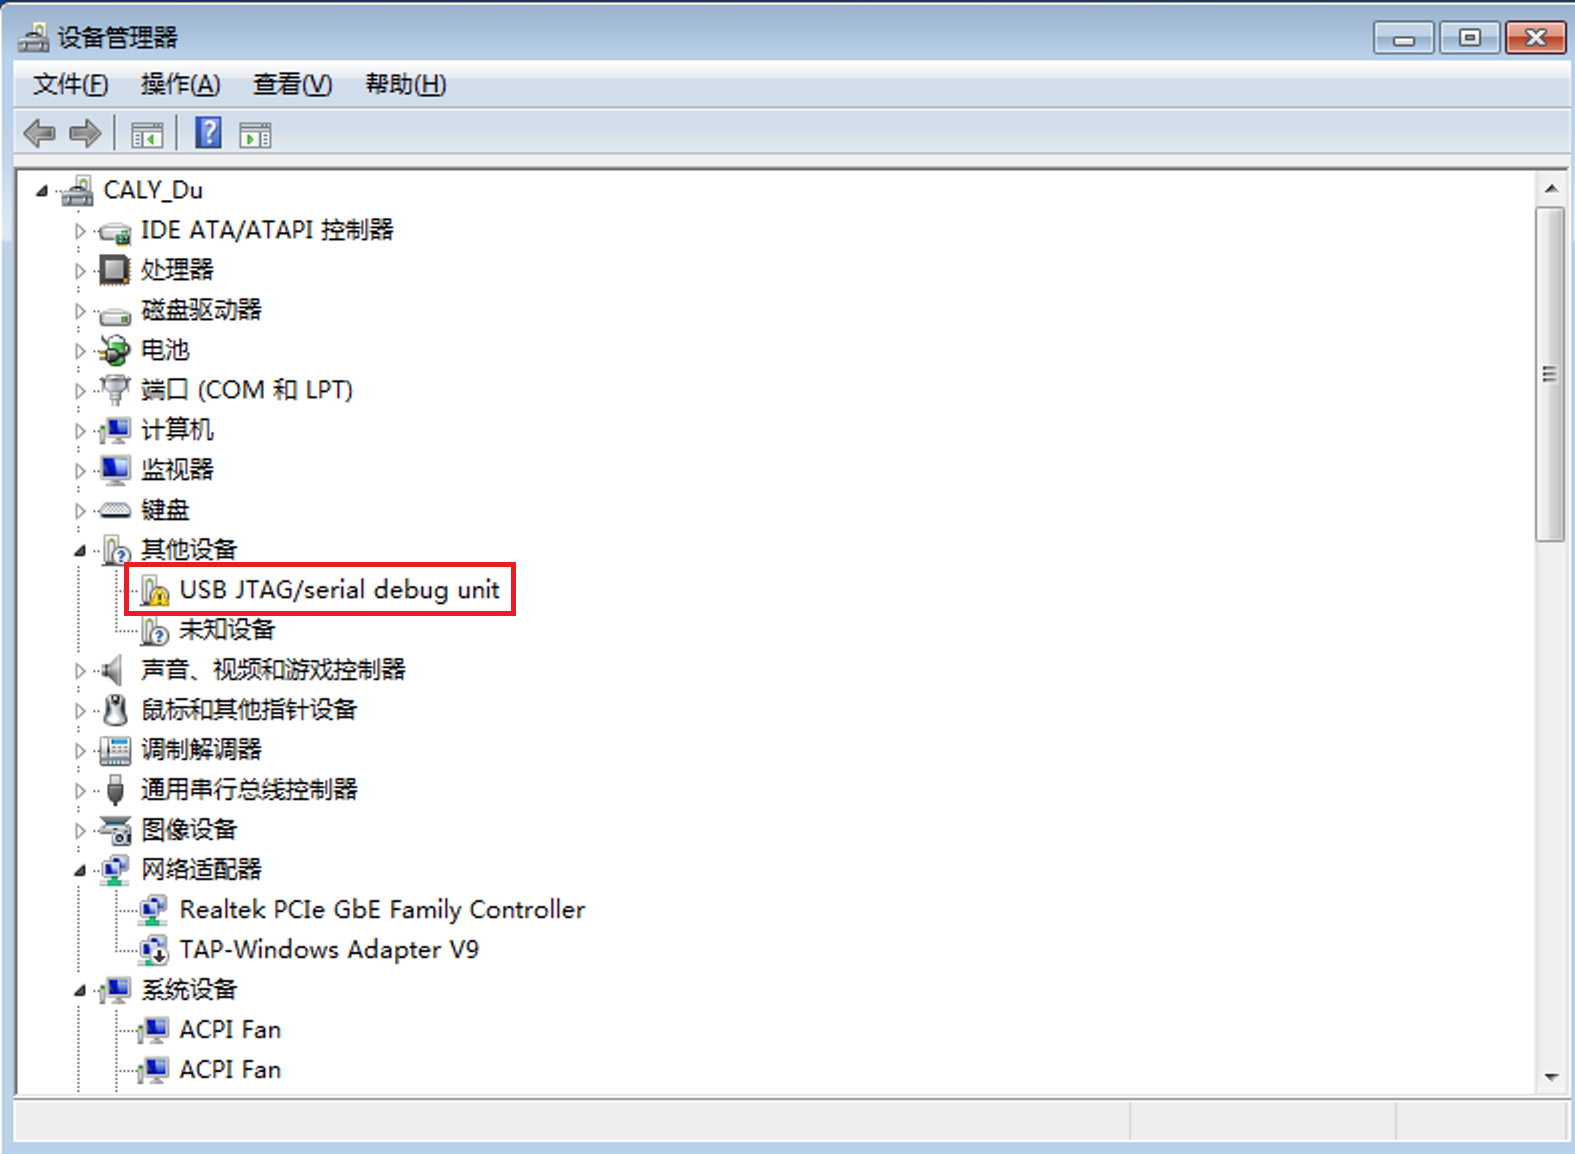 设备管理器
文件(F) 操作(A) 查看(V) 帮助(H)
CALY_Du
IDE ATA/ATAPI 控制器
处理器
磁盘驱动器
电池
端口 (COM 和 LPT)
计算机
监视器
键盘
其他设备
USB JTAG/serial debug unit
未知设备
声音、视频和游戏控制器
鼠标和其他指针设备
调制解调器
通用串行总线控制器
图像设备
网络适配器
Realtek PCIe GbE Family Controller
TAP-Windows Adapter V9
系统设备
ACPI Fan
ACPI Fan